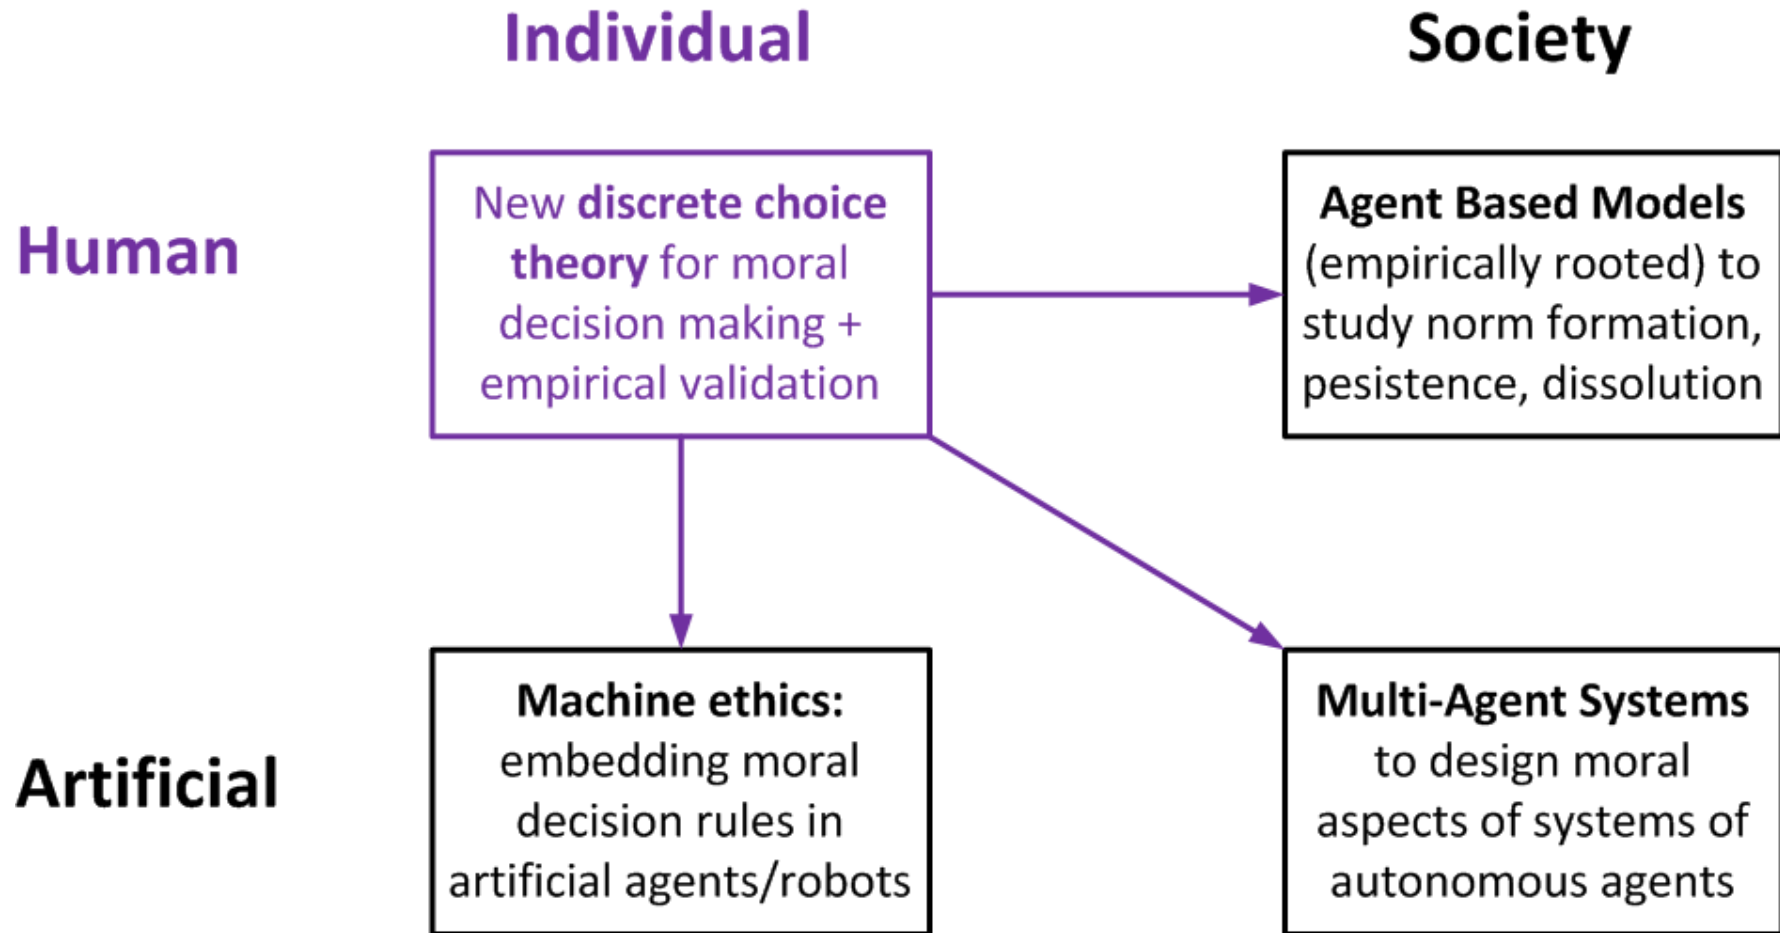 Individual
Society
Human
New discrete choice
theory for moral
decision making +
empirical validation
Agent Based Models
(empirically rooted) to
study norm formation,
pesistence, dissolution
Artificial
Machine ethics:
embedding moral
decision rules in
artificial agents/robots
Multi-Agent Systems
to design moral
aspects of systems of
autonomous agents